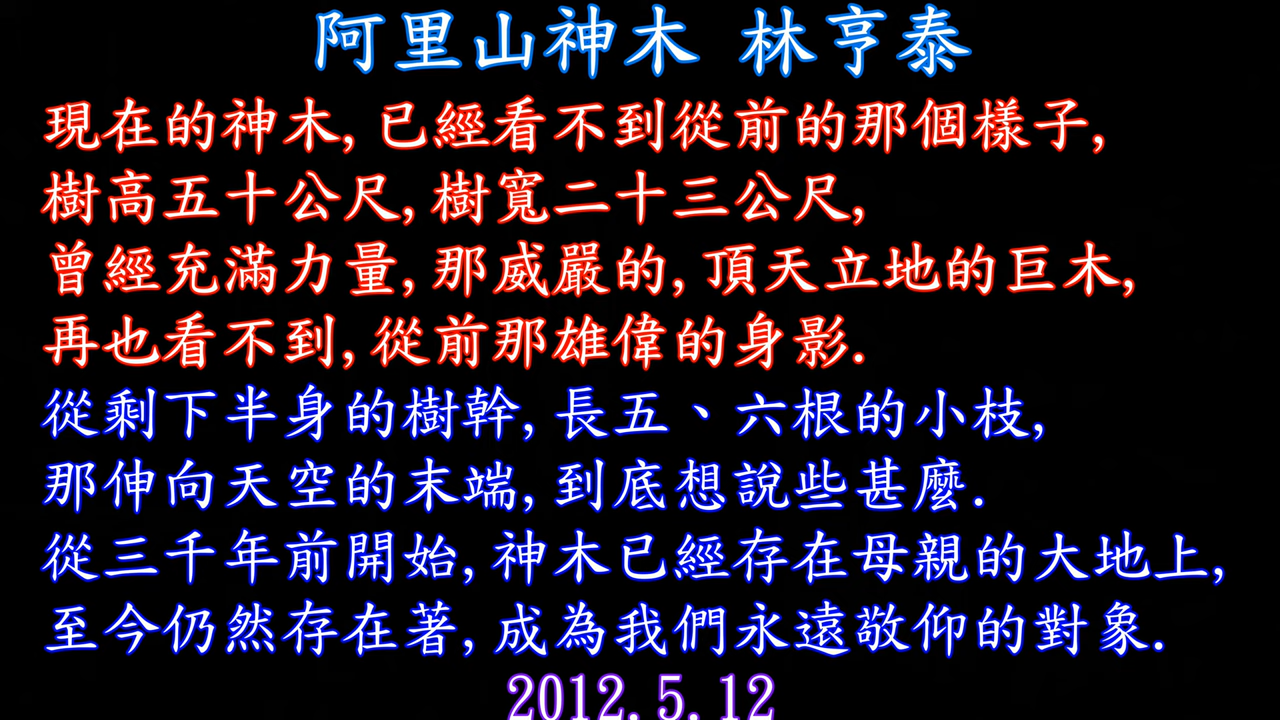 阿里山神木 林亨泰
現在的神木,已經看不到從前的那個樣子,
樹高五十公尺,樹寬二十三公尺,
曾經充滿力量,那威嚴的,頂天立地的巨木,
再也看不到,從前那雄偉的身影.
從剩下半身的樹幹,長五、六根的小枝,
那伸向天空的末端,到底想說些甚麼.
從三千年前開始,神木已經存在母親的大地上,
至今仍然存在著,成為我們永遠敬仰的對象.
2012.5.12